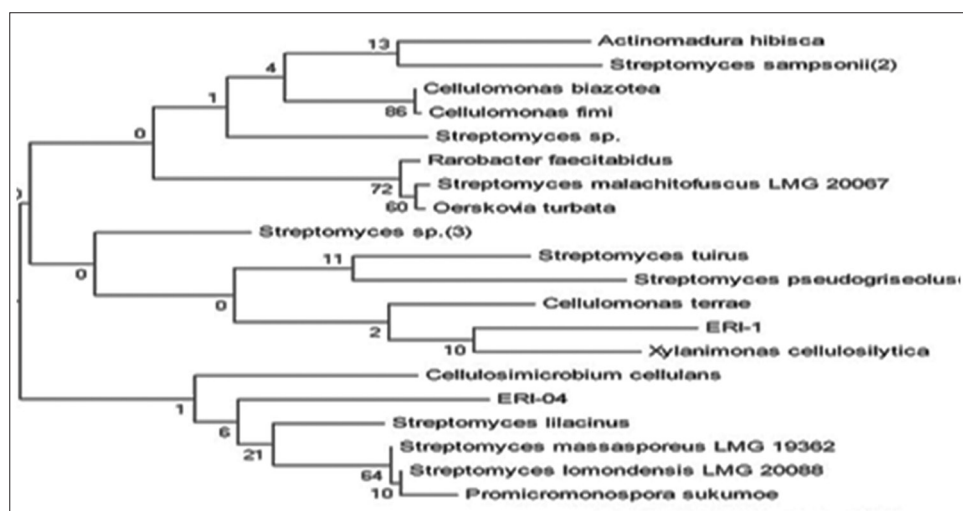 13
Actinomadura hibisca
Streptomyces sampsonii(2)
4
Cellulomonas biazotea
86
Cellulomonas fimi
1
Streptomyces sp.
0
Rarobacter faecitabidus
72
Streptomyces malachitofuscus LMG 20067
60
Oerskovia turbata
Streptomyces sp.(3)
0
11
Streptomyces tuirus
Streptomyces pseudogriseolus
0
Cellulomonas terrae
2
ERI-1
10
Xylanimonas cellulosilytica
Cellulosimicrobium cellulans
1
ERI-04
6
Streptomyces lilacinus
21
Streptomyces massasporeus LMG 19362
64
Streptomyces lomondensis LMG 20088
10
Promicromonospora sukumoe